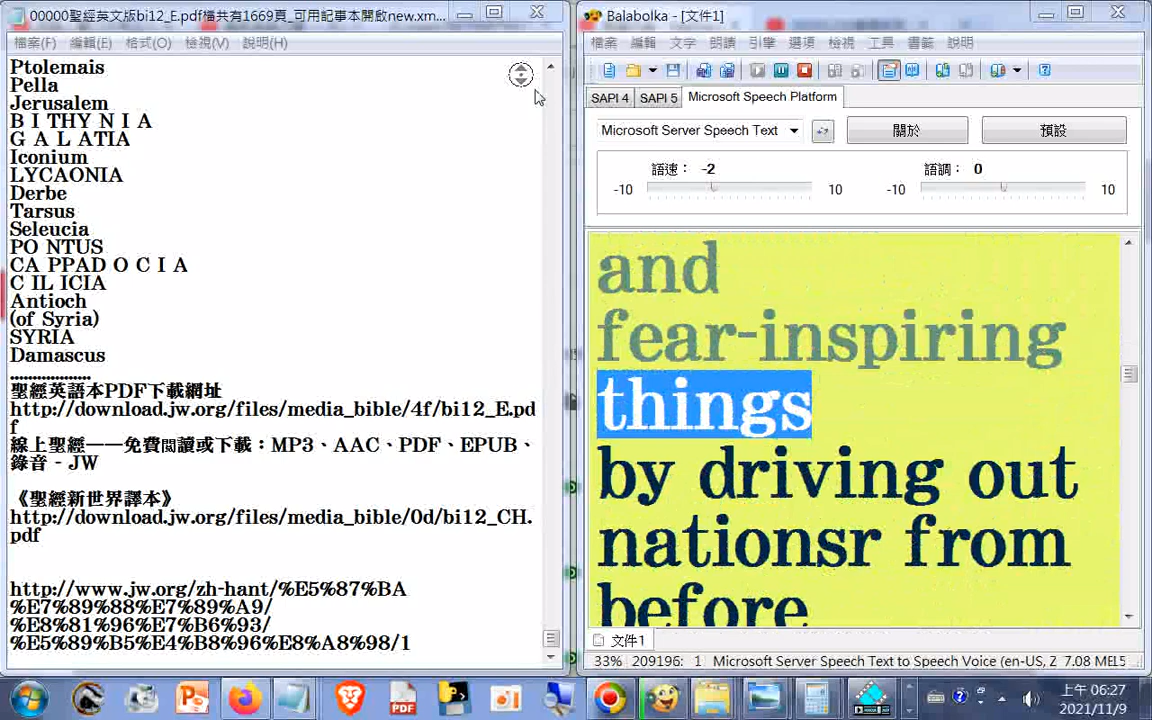 00000聖經英文版bi12_E.pdf檔共有1669頁_可用記事本開啟new.xm...
檔案(F) 編輯(E) 格式(O) 檢視(V) 說明(H)
Ptolemais
Pella
Jerusalem
B I THY N I A
G A L ATIA
Iconium
LYCAONIA
Derbe
Tarsus
Seleucia
PO NTUS
CA PPAD O C I A
C IL ICIA
Antioch
(of Syria)
SYRIA
Damascus
..................
聖經英語本PDF下載網址
http://download.jw.org/files/media_bible/4f/bi12_E.pd
f
線上聖經——免費閱讀或下載：MP3、AAC、PDF、EPUB、
錄音 - JW
《聖經新世界譯本》
http://download.jw.org/files/media_bible/0d/bi12_CH.
pdf
http://www.jw.org/zh-hant/%E5%87%BA
%E7%89%88%E7%89%A9/
%E8%81%96%E7%B6%93/
%E5%89%B5%E4%B8%96%E8%A8%98/1
Balabolka - [文件1]
檔案 編輯 文字 朗讀 引擎 選項 檢視 工具 書籤 說明
SAPI 4 SAPI 5 Microsoft Speech Platform
Microsoft Server Speech Text 關於 預設
語速： -2 語調： 0
-10 10 -10 10
and
fear-inspiring
things
by driving out
nationsr from
before
文件1
33% 209196: 1 Microsoft Server Speech Text to Speech Voice (en-US, Z 7.08 МЕ15
上午 06:27
2021/11/9